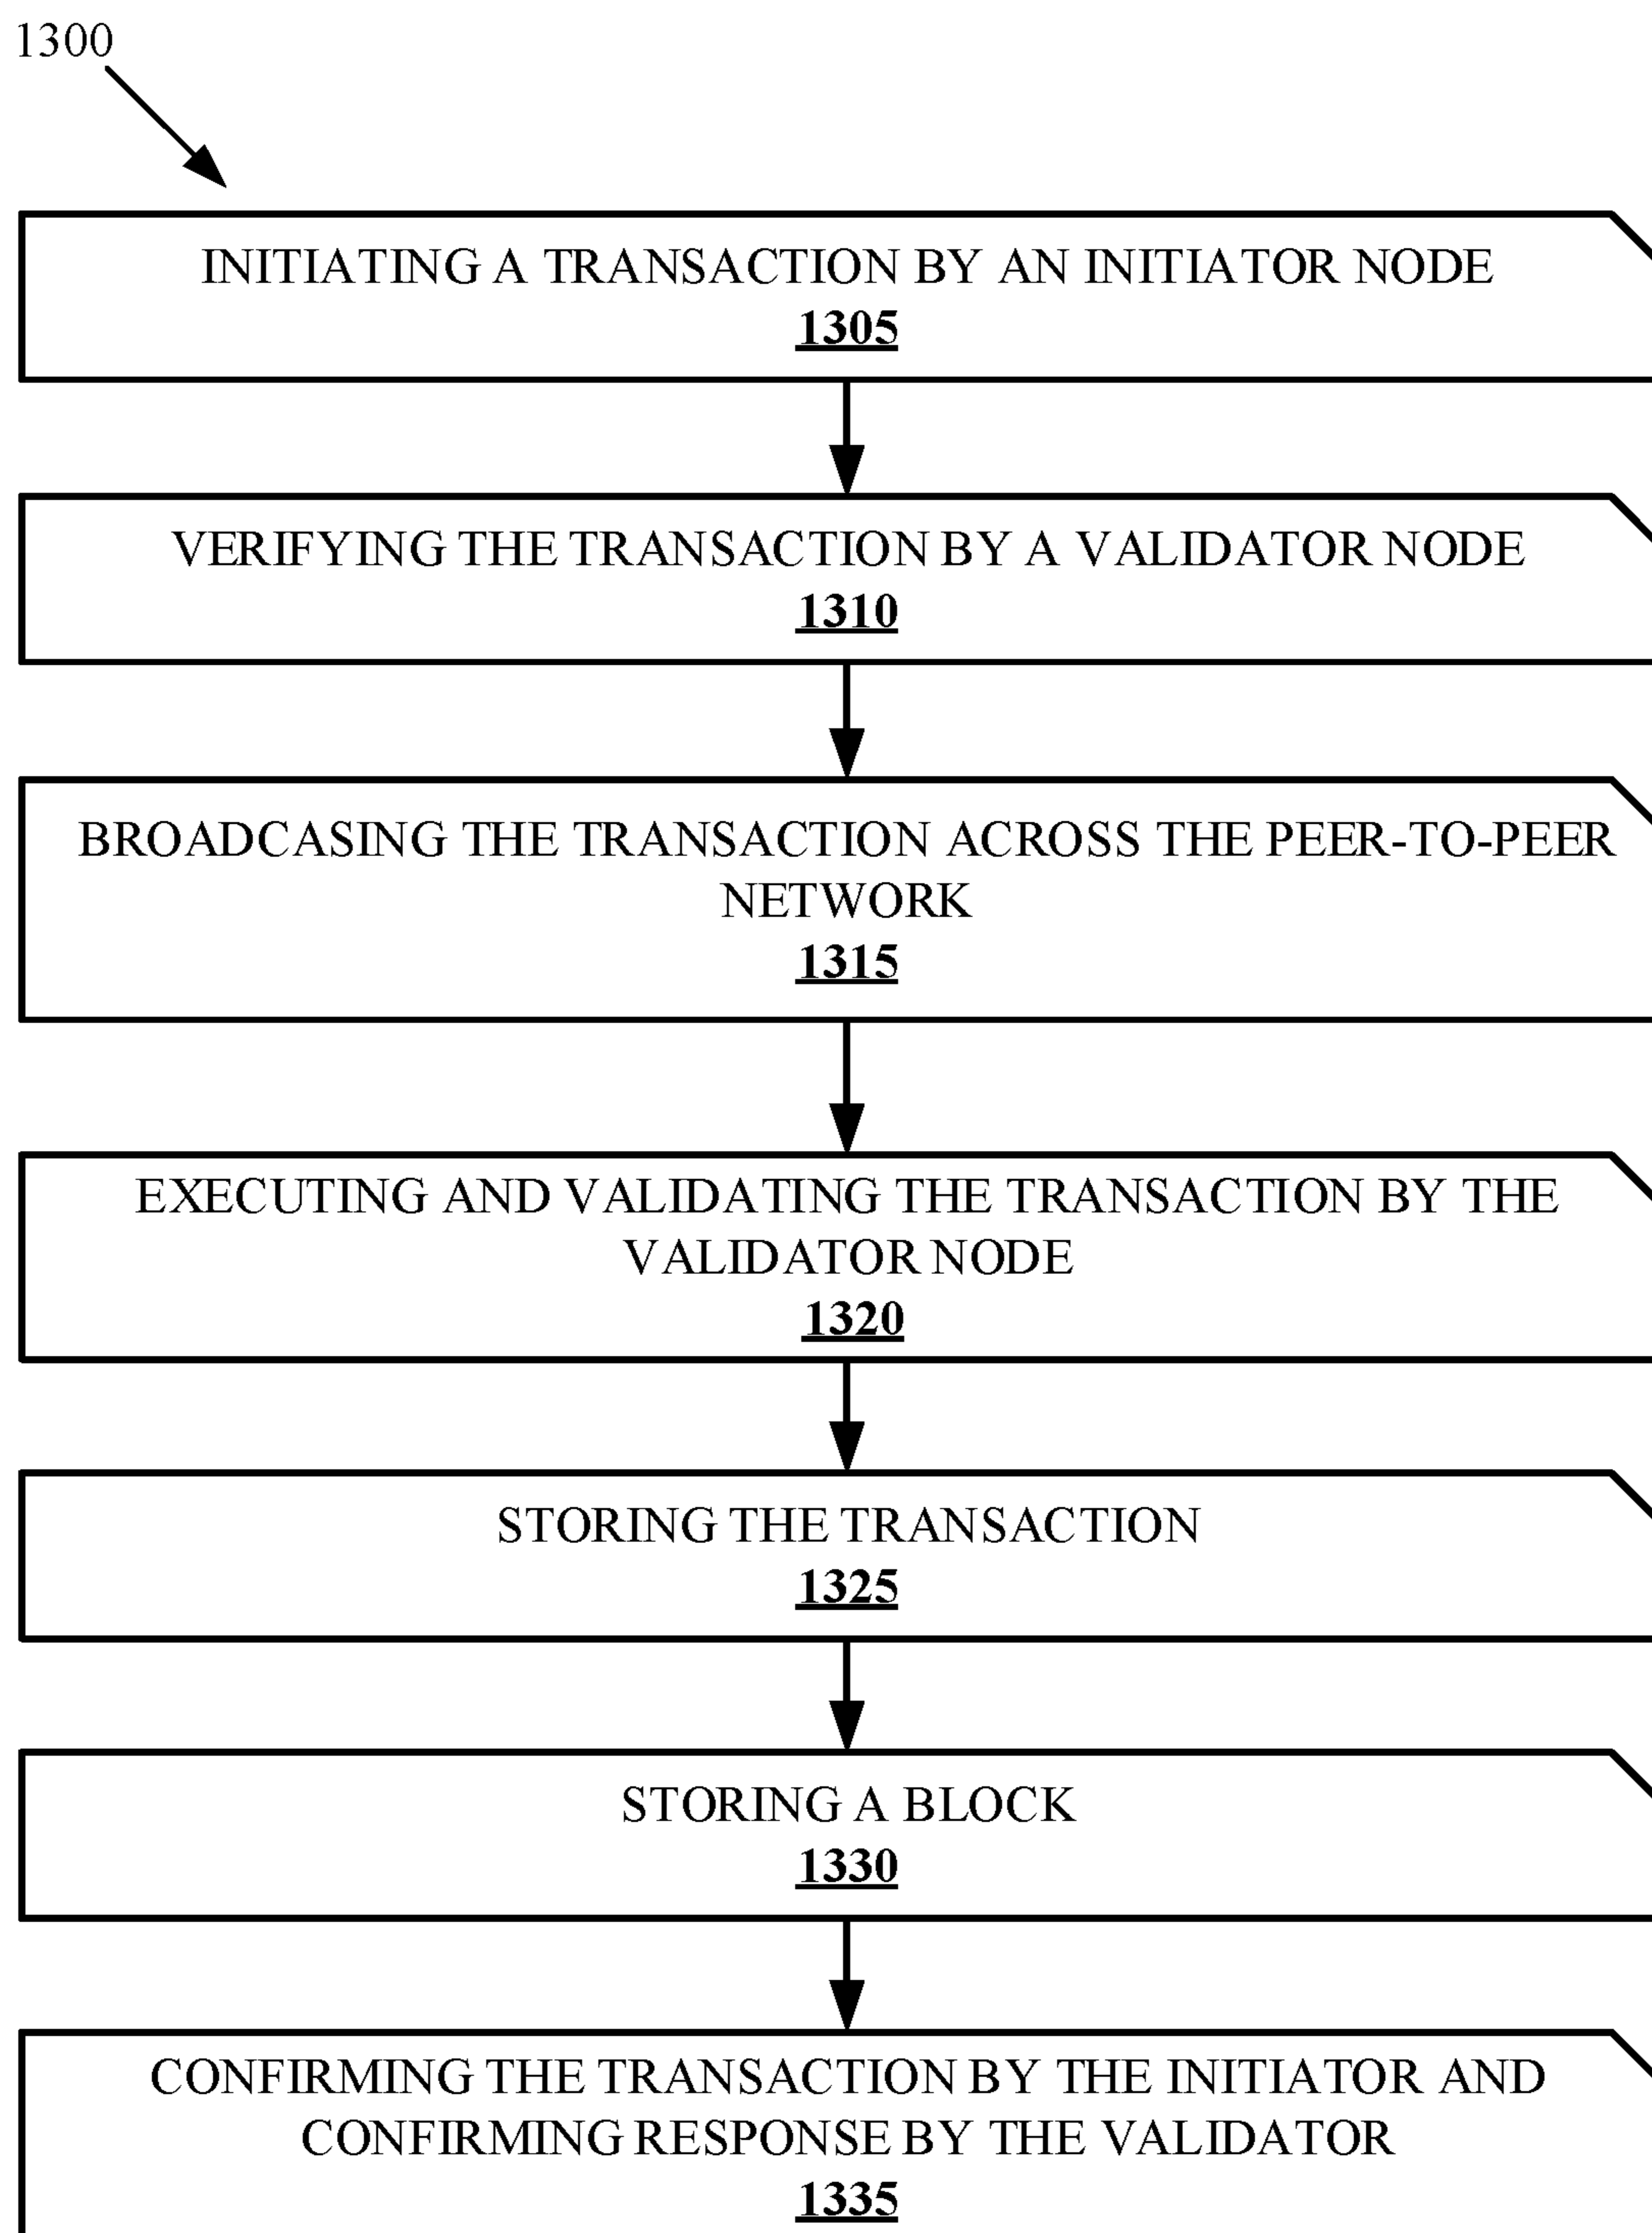 1300
INITIATING A TRANSACTION BY AN INITIATOR NODE
1305
VERIFYING THE TRANSACTION BY A VALIDATOR NODE
1310
BROADCASING THE TRANSACTION ACROSS THE PEER-TO-PEER
NETWORK
1315
EXECUTING AND VALIDATING THE TRANSACTION BY THE
VALIDATOR NODE
1320
STORING THE TRANSACTION
1325
STORING A BLOCK
1330
CONFIRMING THE TRANSACTION BY THE INITIATOR AND
CONFIRMING RESPONSE BY THE VALIDATOR
1335